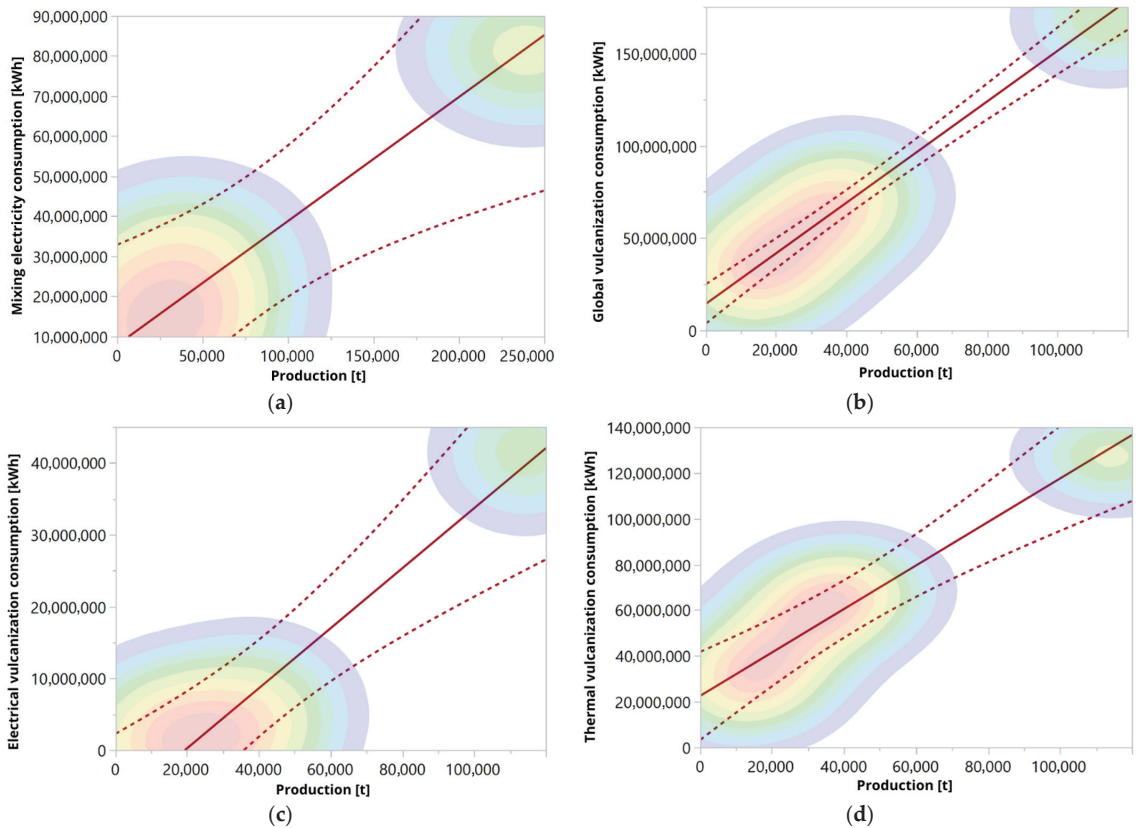 Mixing electricity consumption [kWh]
90,000,000
80,000,000
70,000,000
60,000,000
50,000,000
40,000,000
30,000,000
20,000,000
10,000,000
0 50,000 100,000 150,000 200,000 250,000
Production [t]
(a)
Global vulcanization consumption [kWh]
150,000,000
100,000,000
50,000,000
0
0 20,000 40,000 60,000 80,000 100,000
Production [t]
(b)
Electrical vulcanization consumption [kWh]
40,000,000
30,000,000
20,000,000
10,000,000
0
0 20,000 40,000 60,000 80,000 100,000
Production [t]
(c)
Thermal vulcanization consumption [kWh]
140,000,000
120,000,000
100,000,000
80,000,000
60,000,000
40,000,000
20,000,000
0
0 20,000 40,000 60,000 80,000 100,000
Production [t]
(d)